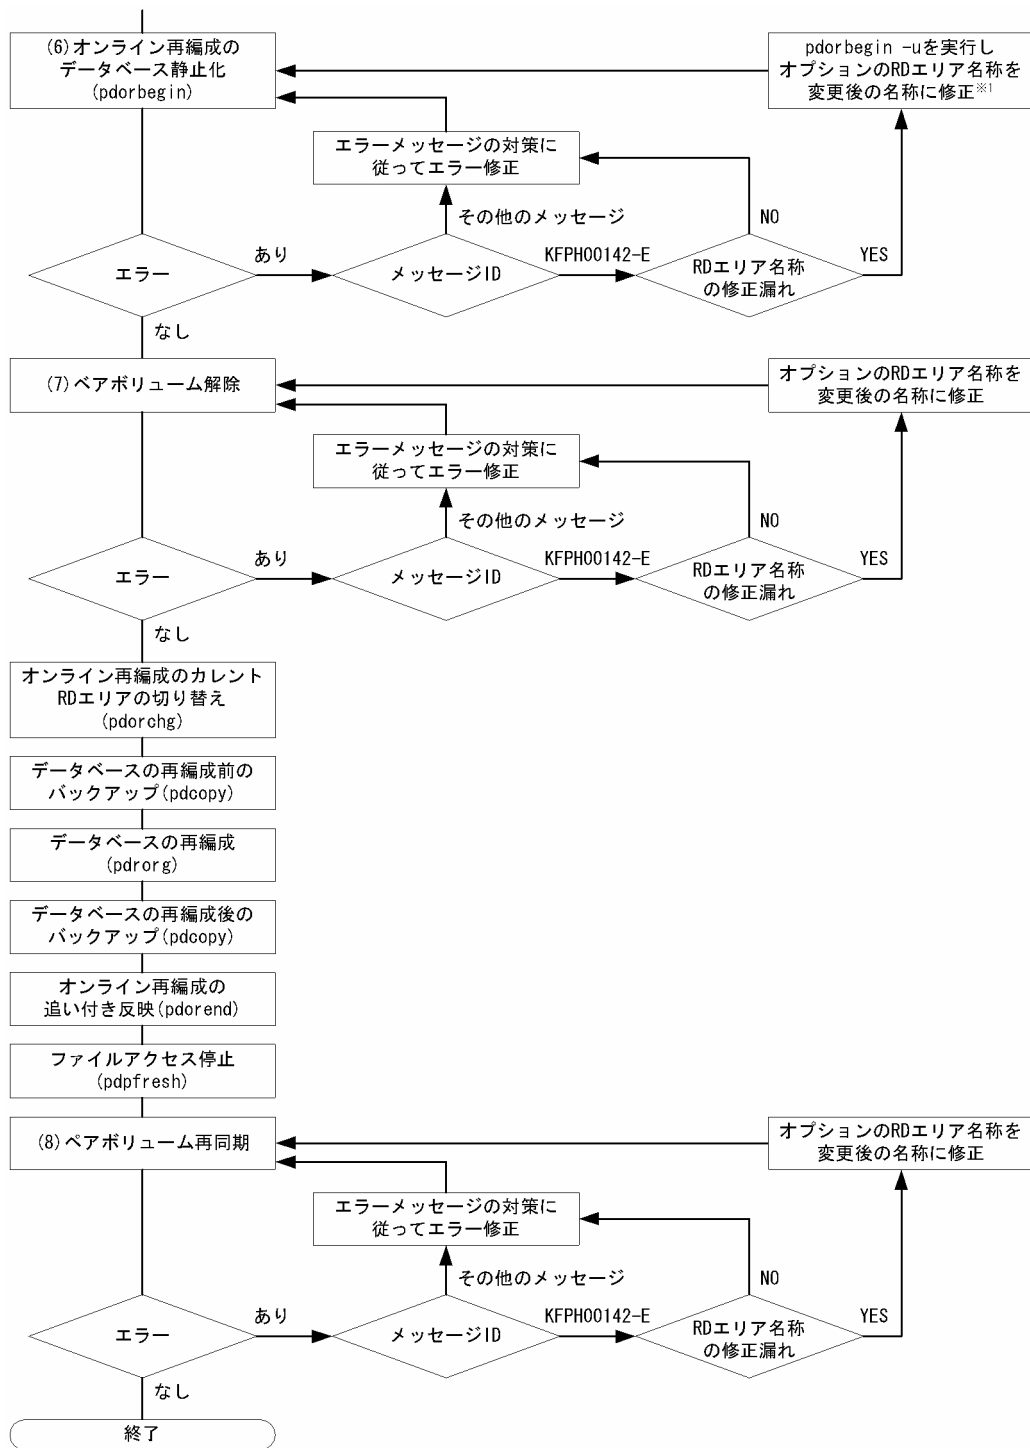 (6)オンライン再編成の
データベース静止化
(pdorbegin)
pdorbegin -uを実行し
オプションのRDエリア名称を
変更後の名称に修正※1
エラーメッセージの対策に
従ってエラー修正
その他のメッセージ
NO
エラー
あり
メッセージID
KFPH00142-E
RDエリア名称
の修正漏れ
YES
なし
(7)ペアボリューム解除
オプションのRDエリア名称を
変更後の名称に修正
エラーメッセージの対策に
従ってエラー修正
その他のメッセージ
NO
エラー
あり
メッセージID
KFPH00142-E
RDエリア名称
の修正漏れ
YES
なし
オンライン再編成のカレント
RDエリアの切り替え
(pdorchg)
データベースの再編成前の
バックアップ(pdcopy)
データベースの再編成
(pdrorg)
データベースの再編成後の
バックアップ(pdcopy)
オンライン再編成の
追い付き反映(pdorend)
ファイルアクセス停止
(pdpfresh)
(8)ペアボリューム再同期
オプションのRDエリア名称を
変更後の名称に修正
エラーメッセージの対策に
従ってエラー修正
その他のメッセージ
NO
エラー
あり
メッセージID
KFPH00142-E
RDエリア名称
の修正漏れ
YES
なし
終了